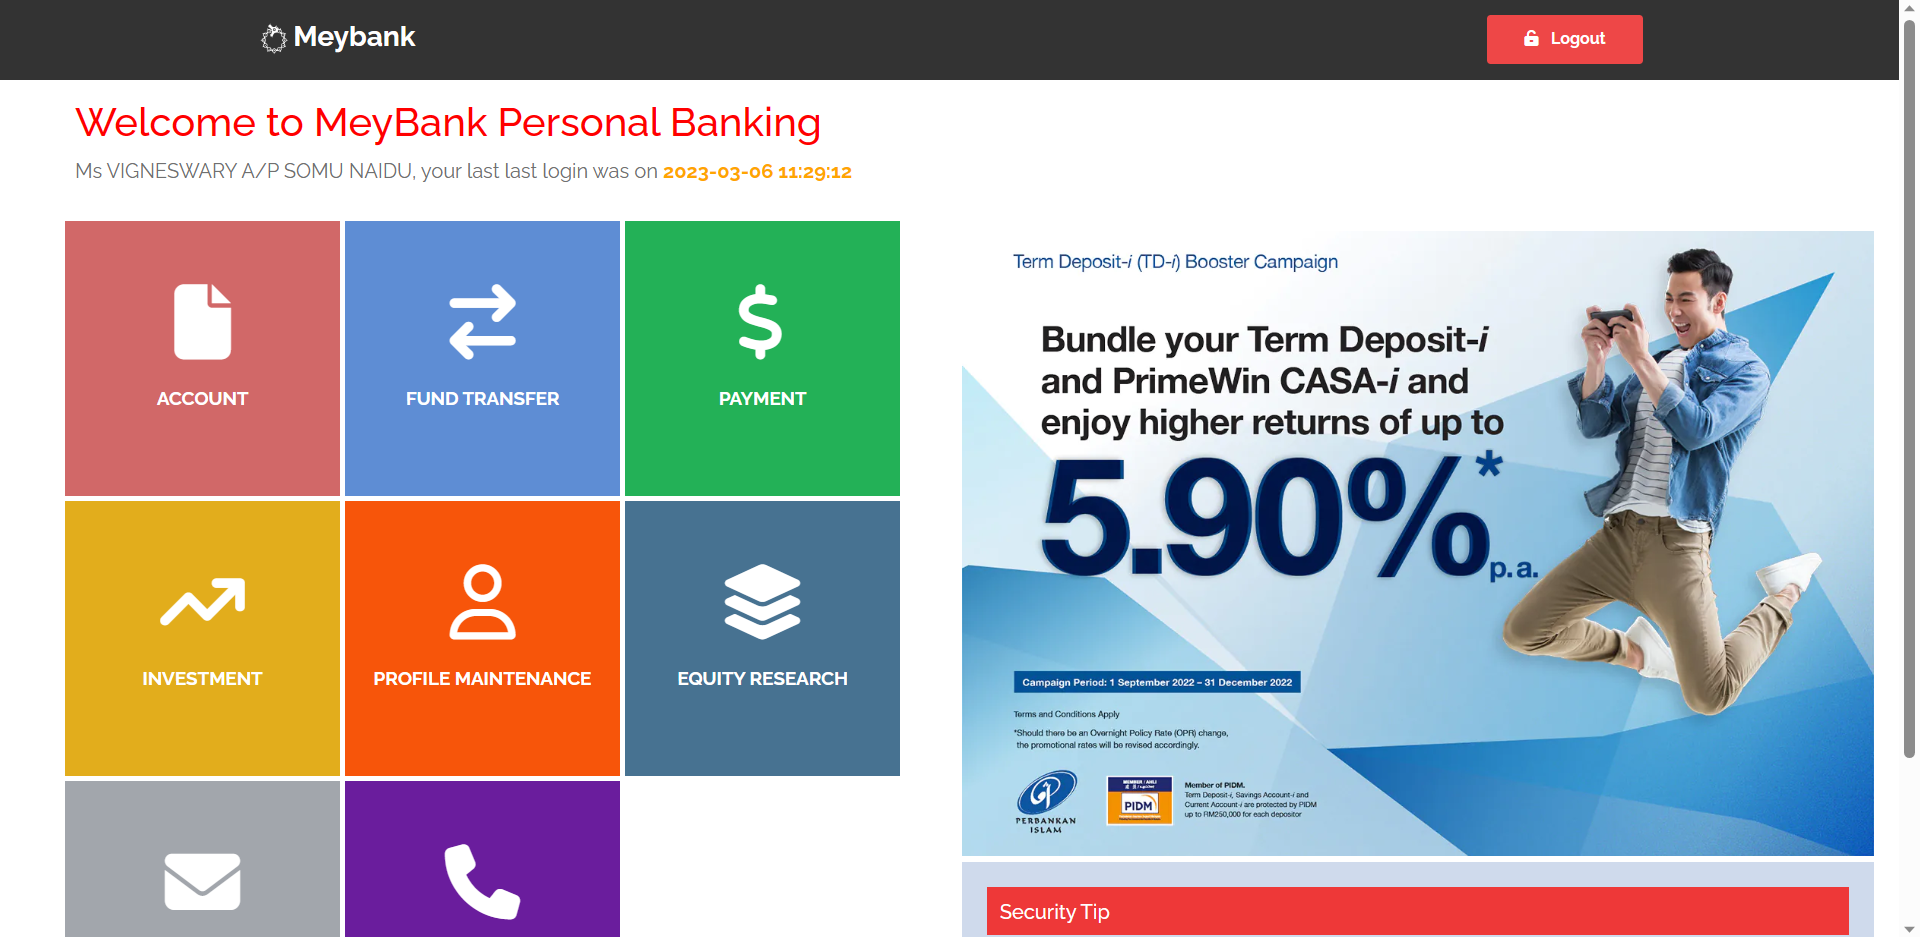 Meybank
Logout
Welcome to MeyBank Personal Banking
Ms VIGNESWARY A/P SOMU NAIDU, your last last login was on 2023-03-06 11:29:12
ACCOUNT
FUND TRANSFER
PAYMENT
INVESTMENT
PROFILE MAINTENANCE
EQUITY RESEARCH
Term Deposit-i (TD-i) Booster Campaign
Bundle your Term Deposit-i
and PrimeWin CASA-i and
enjoy higher returns of up to
5.90%*
p.a.
Campaign Period: 1 September 2022 – 31 December 2022
Terms and Conditions Apply
*Should there be an Overnight Policy Rate (OPR) change,
the promotional rates will be revised accordingly.
PERBANKAN
ISLAM
MEMBER / AHLI
PIDM
Member of PIDM.
Term Deposit-i, Savings Account-i and
Current Account-i are protected by PIDM
up to RM250,000 for each depositor
Security Tip